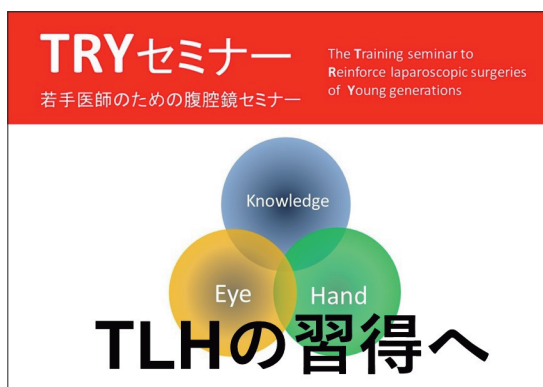 TRYセミナー
若手医師のための腹腔鏡セミナー
The Training seminar to
Reinforce laparoscopic surgeries
of Young generations
Knowledge
Eye
Hand
TLHの習得へ